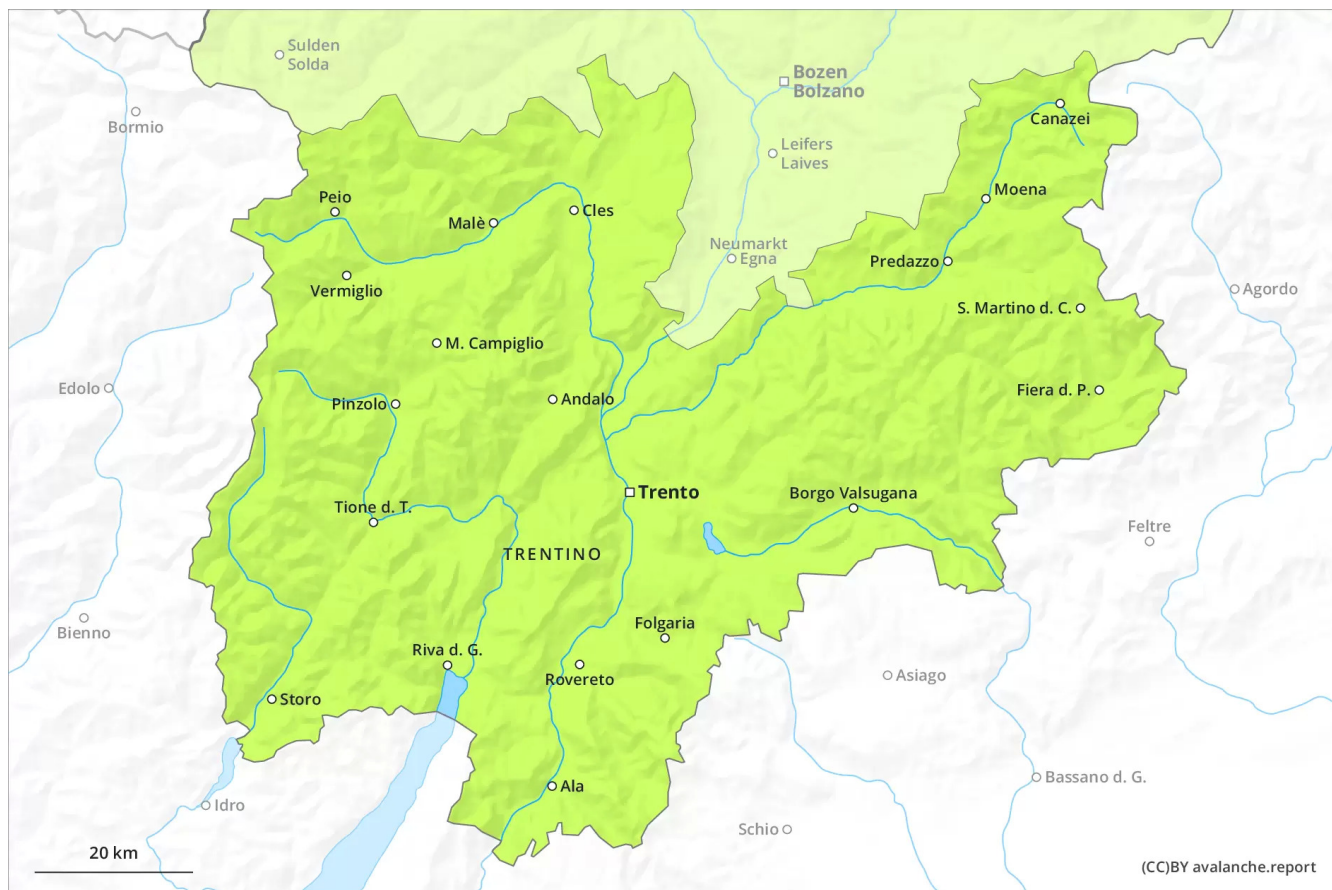 Sulden
Solda
Bozen
Bolzano
Bormio
Canazei
Leifers
Laives
Peio
Moena
Malè
Cles
Neumarkt
Egna
Predazzo
Vermiglio
Agordo
S. Martino d. C.
M. Campiglio
Edolo
Fiera d. P.
Pinzolo
Andalo
Trento
Borgo Valsugana
Tione d. T.
Feltre
TRENTINO
Bienno
Folgaria
Riva d. G.
Asiago
Rovereto
Storo
Bassano d. G.
Ala
Idro
Schio
20 km
(CC)BY avalanche.report